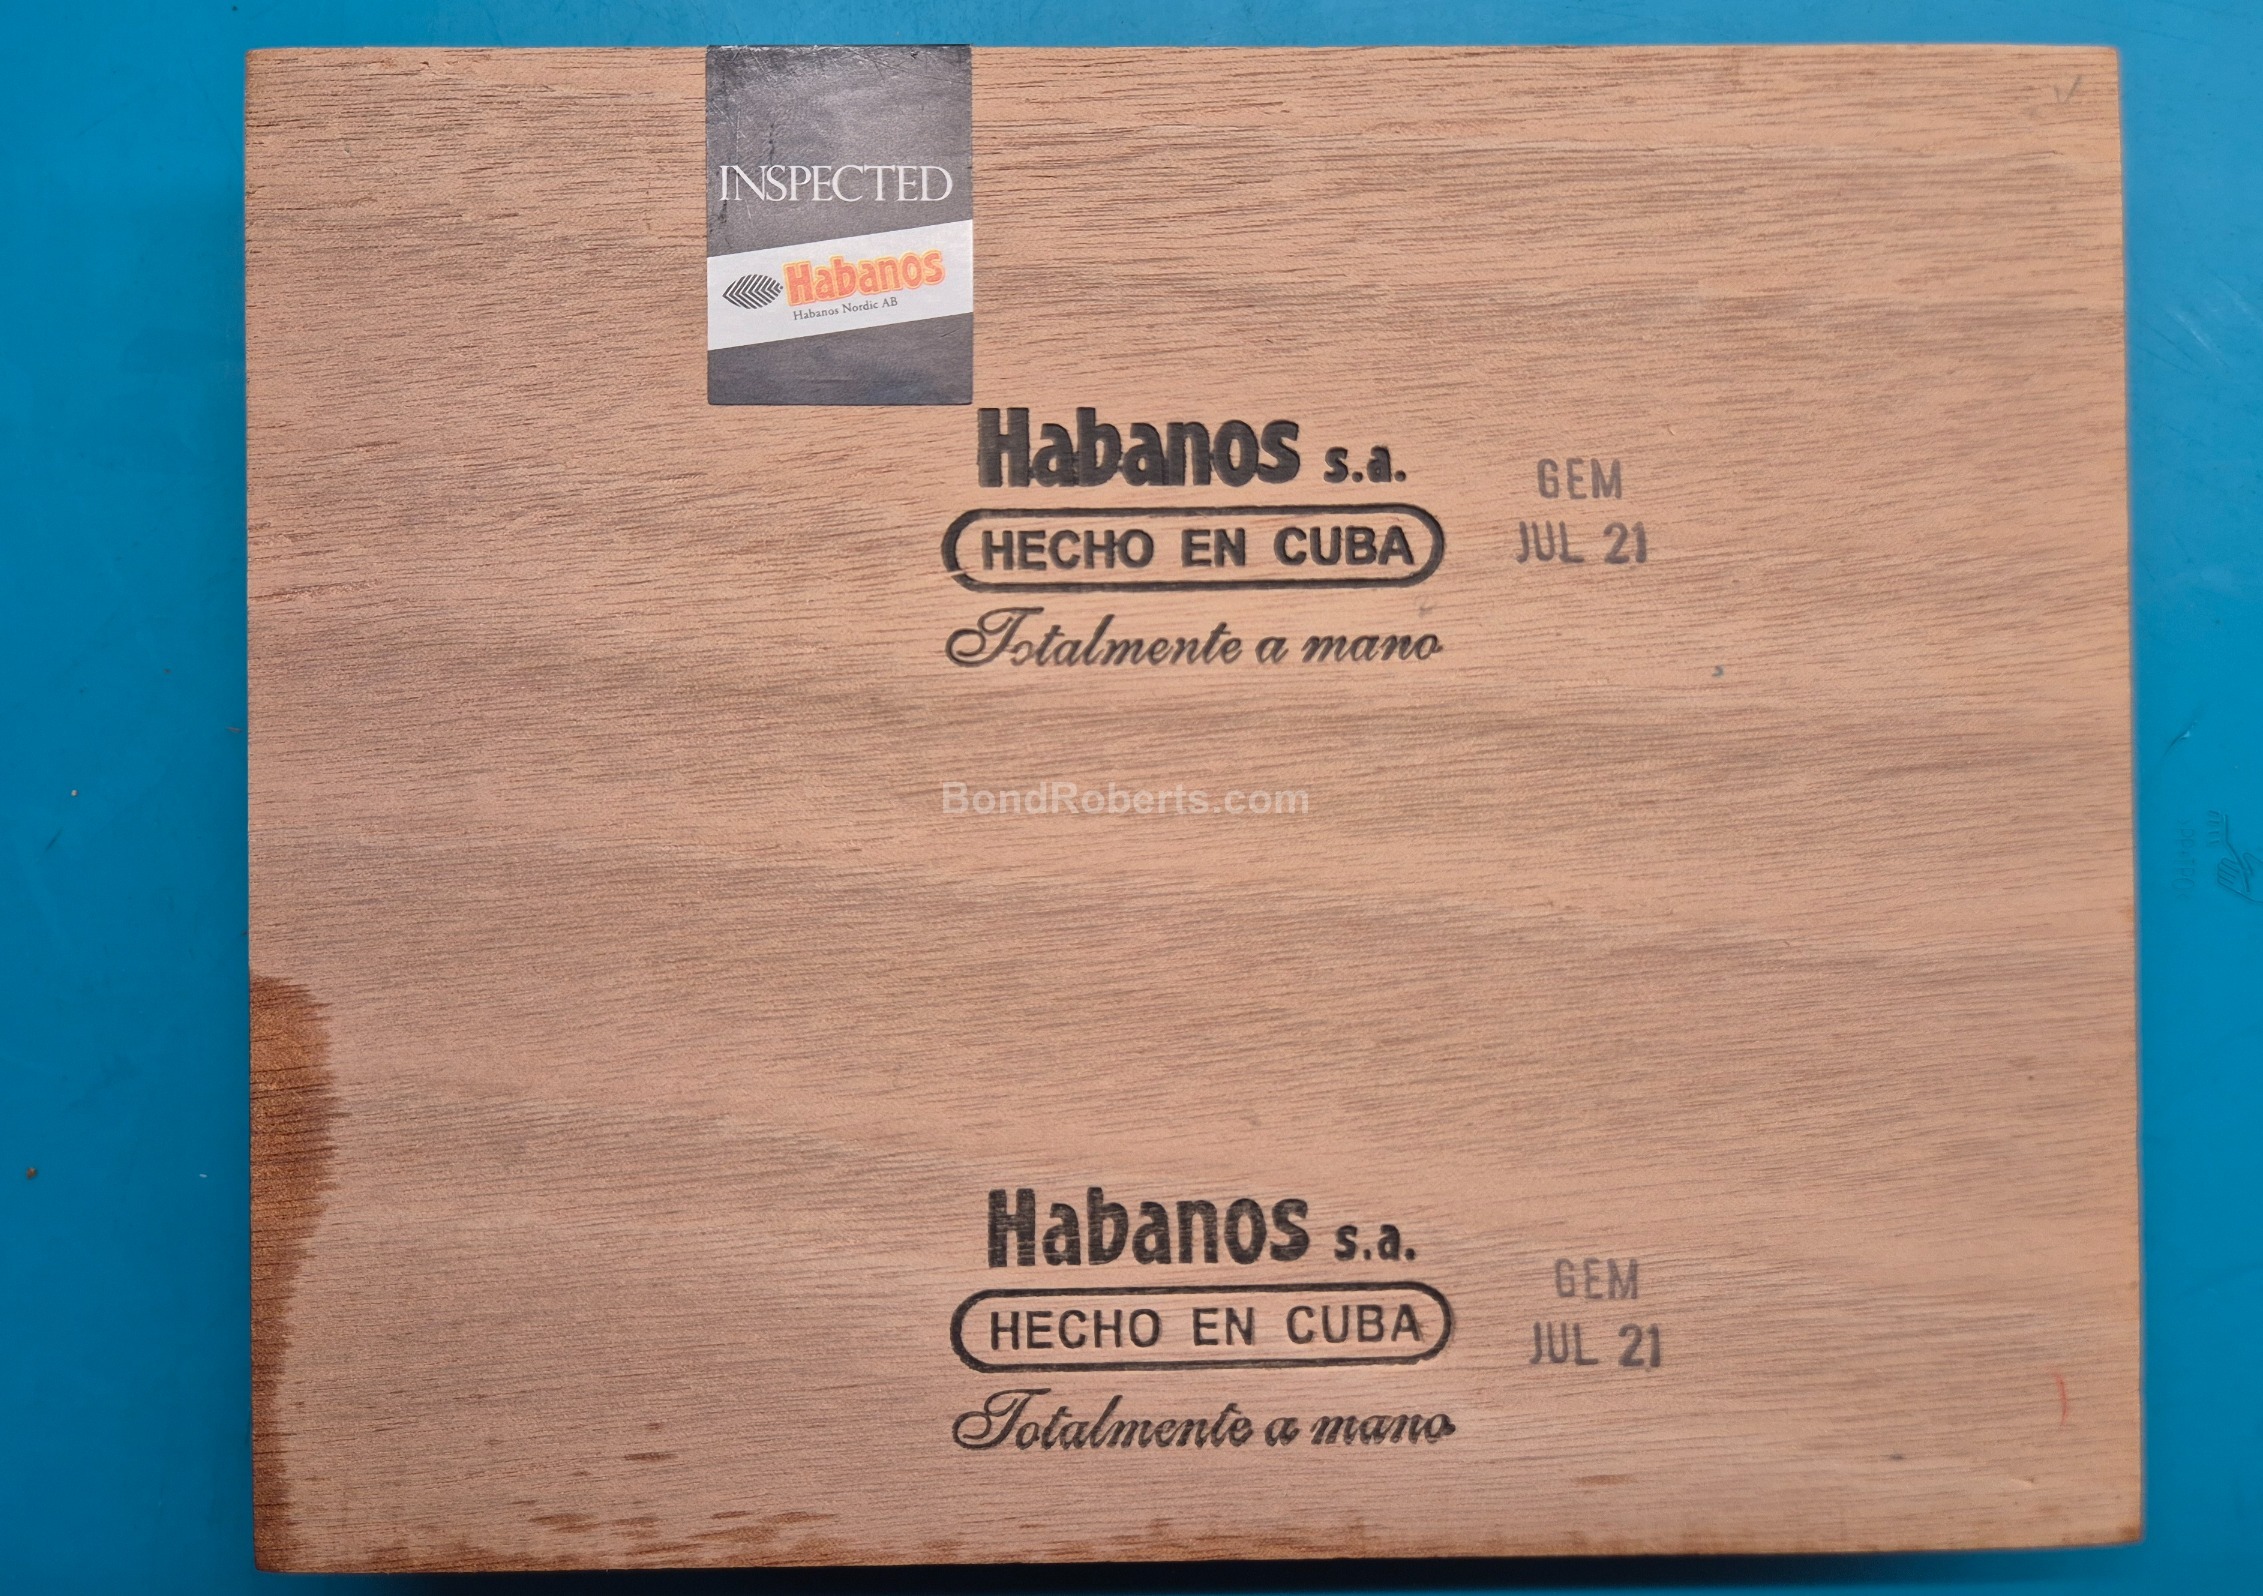 INSPECTED
Habanos
Habanos Nordic AB
Habanos s.a.
HECHO EN CUBA
Totalmente a mano
GEM
JUL 21
BondRoberts.com
Habanos s.a.
HECHO EN CUBA
Totalmente a mano
GEM
JUL 21